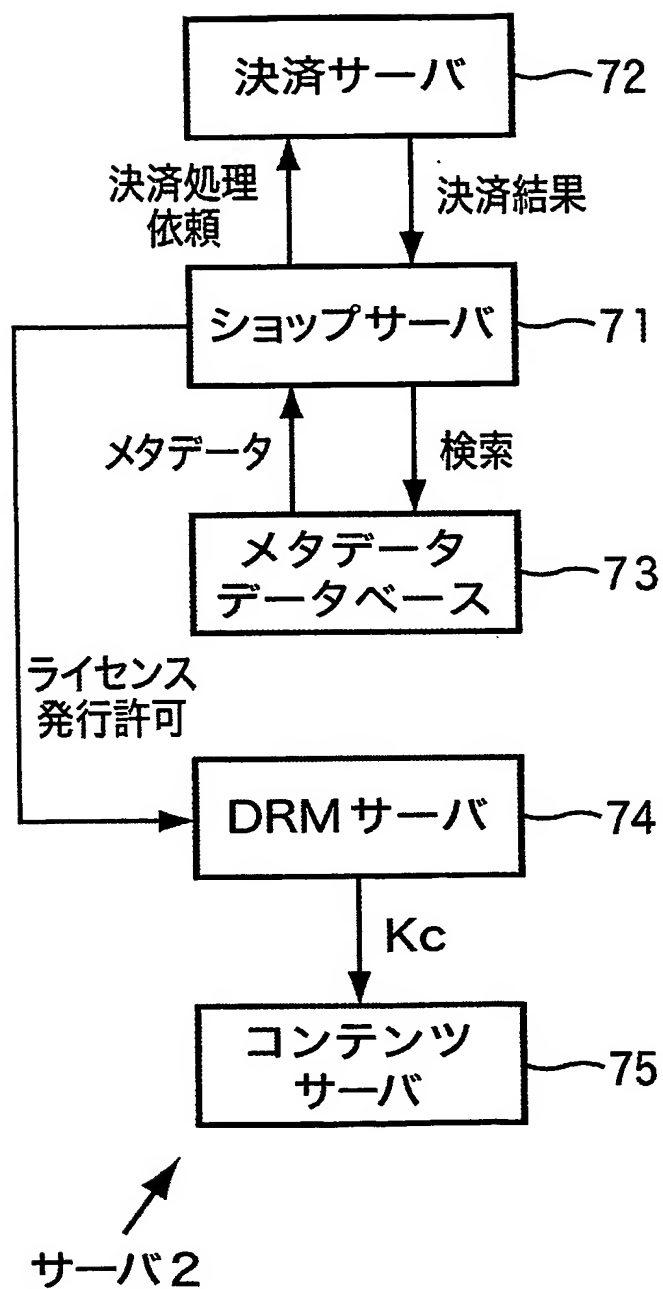 決済サーバ
72
決済処理
依頼
決済結果
ショップサーバ
71
メタデータ
検索
メタデータ
データベース
73
ライセンス
発行許可
DRMサーバ
74
Kc
コンテンツ
サーバ
75
サーバ2